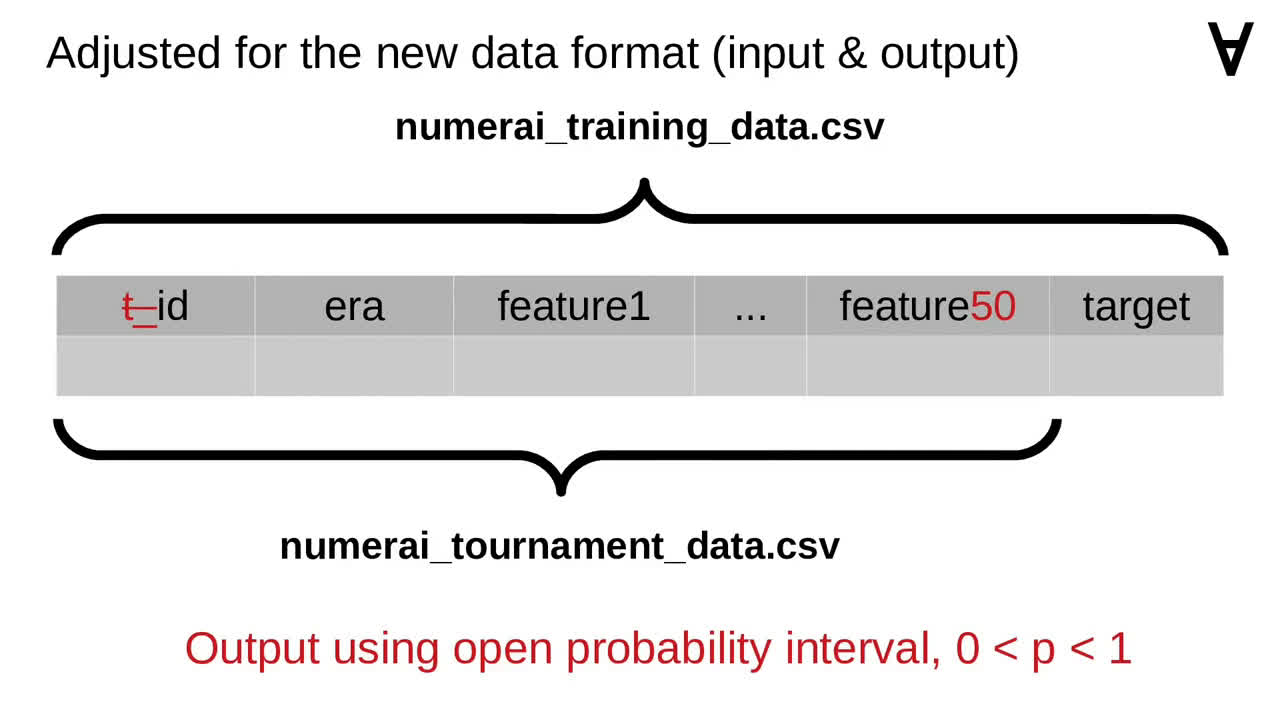 Adjusted for the new data format (input & output)
∀
numerai_training_data.csv
t_id era feature1 ... feature50 target
numerai_tournament_data.csv
Output using open probability interval, 0 < p < 1